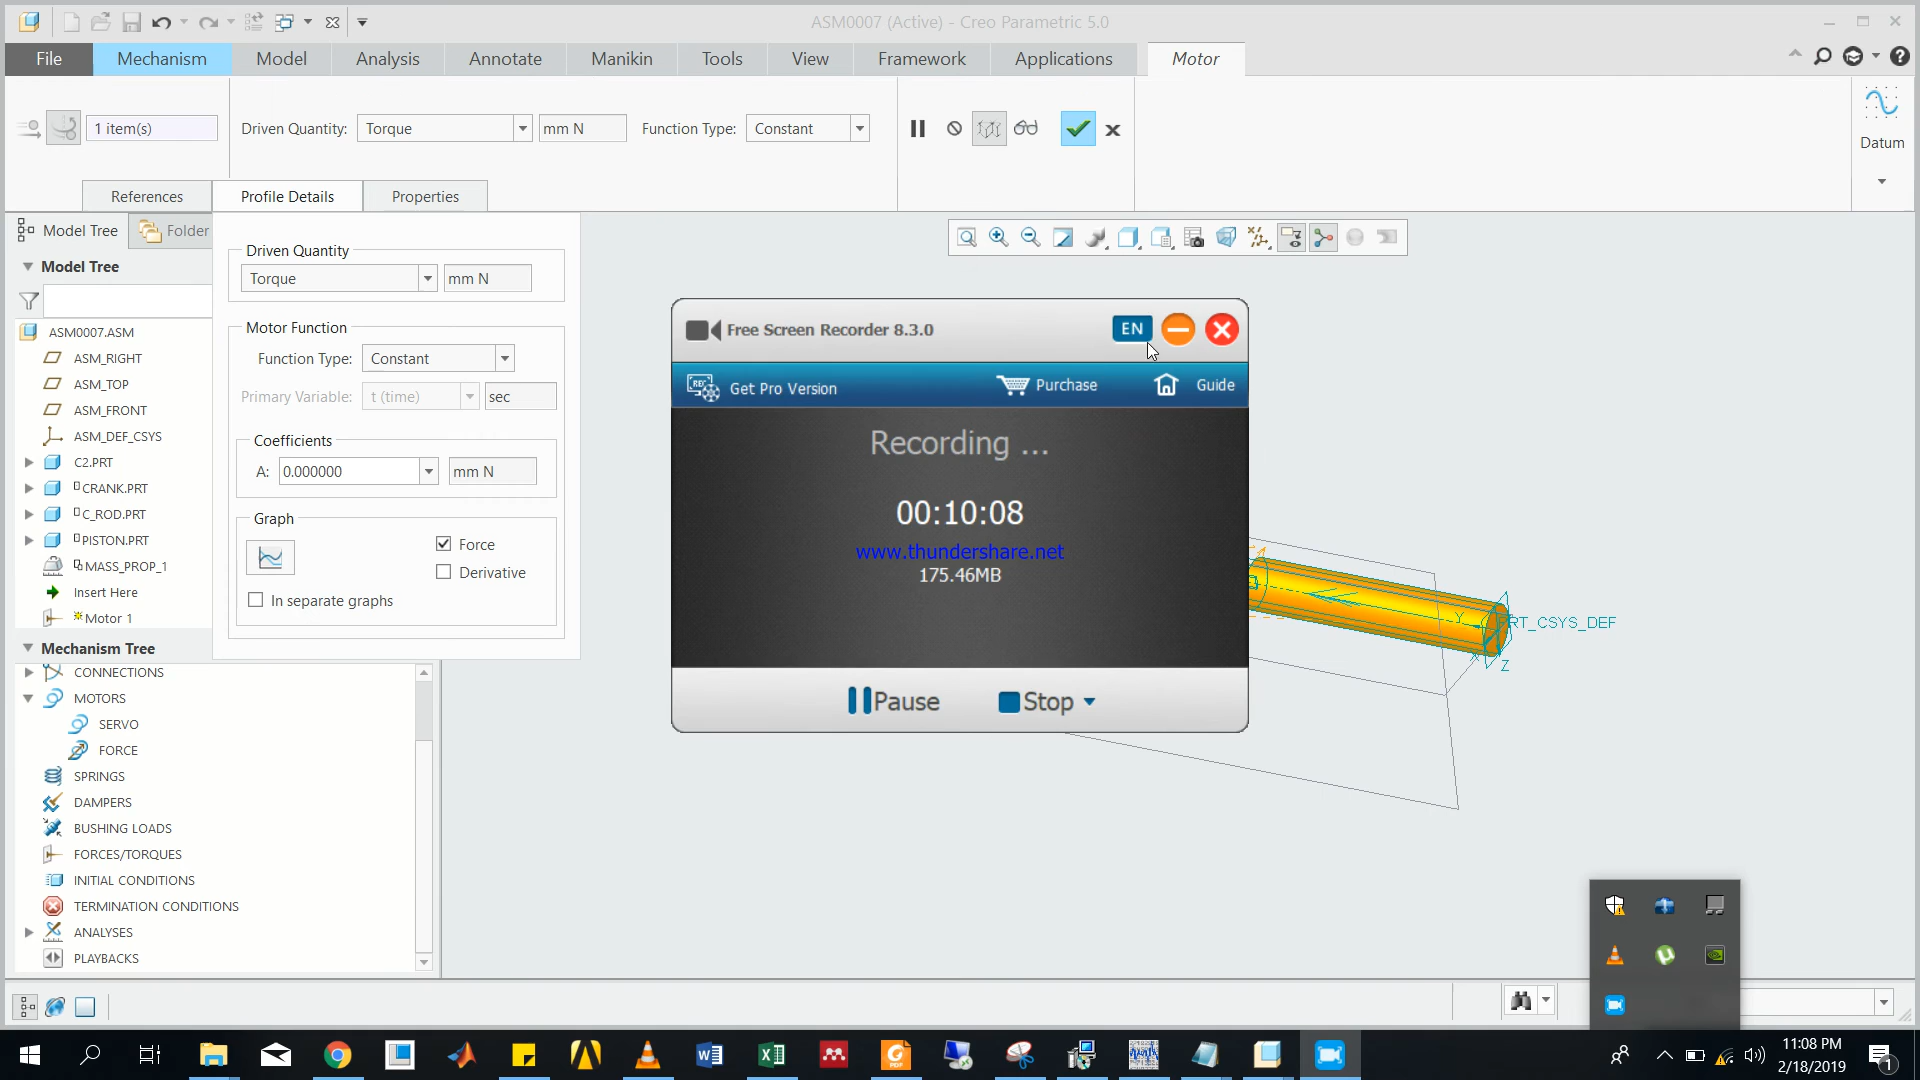 ASM0007 (Active) - Creo Parametric 5.0
File Mechanism Model Analysis Annotate Manikin Tools View Framework Applications Motor
1 item(s) Driven Quantity: Torque mm N Function Type: Constant
Datum
References Profile Details Properties
Model Tree Folder
Model Tree
ASM0007.ASM
ASM_RIGHT
ASM_TOP
ASM_FRONT
ASM_DEF_CSYS
C2.PRT
CRANK.PRT
C_ROD.PRT
PISTON.PRT
MASS_PROP_1
Insert Here
Motor 1
Mechanism Tree
CONNECTIONS
MOTORS
SERVO
FORCE
SPRINGS
DAMPERS
BUSHING LOADS
FORCES/TORQUES
INITIAL CONDITIONS
TERMINATION CONDITIONS
ANALYSES
PLAYBACKS
Driven Quantity
Torque mm N
Motor Function
Function Type: Constant
Primary Variable: t (time) sec
Coefficients
A: 0.000000 mm N
Graph
Force
Derivative
In separate graphs
Free Screen Recorder 8.3.0 EN
REC Get Pro Version Purchase Guide
Recording ...
00:10:08
www.thundershare.net
175.46MB
Pause Stop
Y
PRT_CSYS_DEF
X
Z
11:08 PM
2/18/2019
1